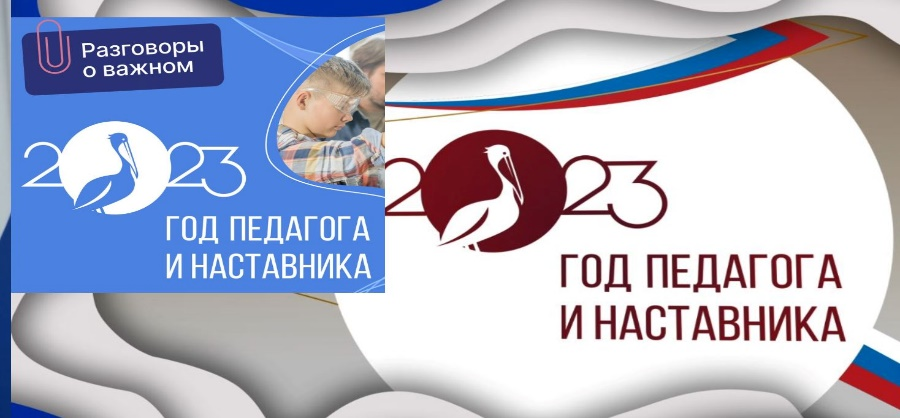 Разговоры
о важном
2023
ГОД ПЕДАГОГА
И НАСТАВНИКА
2023
ГОД ПЕДАГОГА
И НАСТАВНИКА